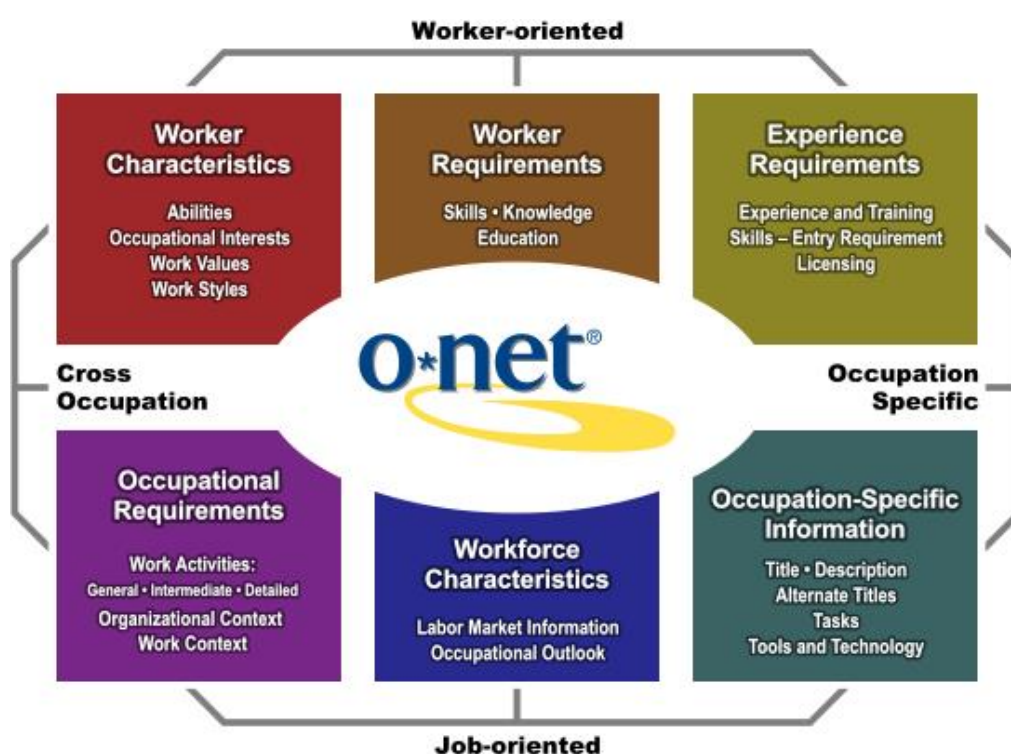 Worker-oriented
Worker
Characteristics
Abilities
Occupational Interests
Work Values
Work Styles
Worker
Requirements
Skills • Knowledge
Education
Experience
Requirements
Experience and Training
Skills – Entry Requirement
Licensing
Cross
Occupation
o*net®
Occupation
Specific
Occupational
Requirements
Work Activities:
General • Intermediate • Detailed
Organizational Context
Work Context
Workforce
Characteristics
Labor Market Information
Occupational Outlook
Occupation-Specific
Information
Title • Description
Alternate Titles
Tasks
Tools and Technology
Job-oriented